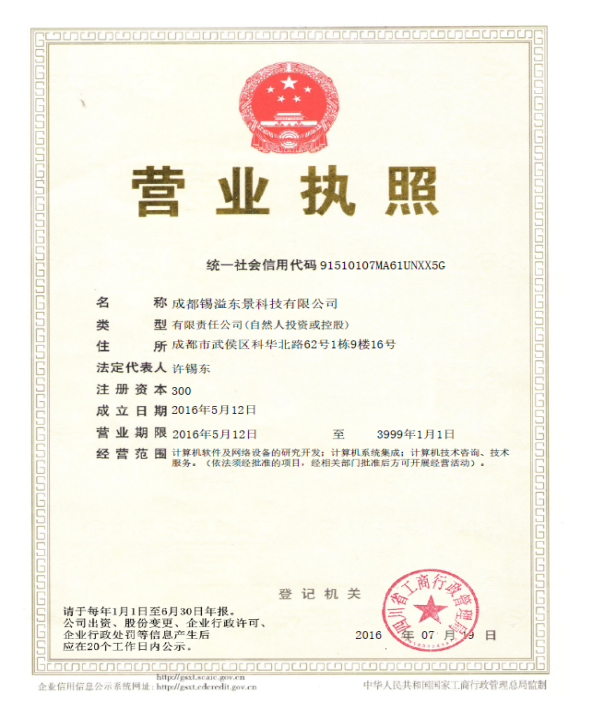 营业执照
统一社会信用代码 91510107MA61UNXX5G
名 称 成都锡溢东景科技有限公司
类 型 有限责任公司(自然人投资或控股)
住 所 成都市武侯区科华北路62号1栋9楼16号
法定代表人 许锡东
注册资本 300
成立日期 2016年5月12日
营业期限 2016年5月12日 至 3999年1月1日
经营范围 计算机软件及网络设备的研究开发；计算机系统集成；计算机技术咨询、技术
服务。（依法须经批准的项目，经相关部门批准后方可开展经营活动）。
登记机关
四川省工商行政管理局
请于每年1月1日至6月30日年报。
公司出资、股份变更、企业行政许可、
企业行政处罚等信息产生后
应在20个工作日内公示。
2016 年 07 月 19 日
http://gsxt.scaic.gov.cn
企业信用信息公示系统网址: http://gsxt.cdcredit.gov.cn
中华人民共和国国家工商行政管理总局监制